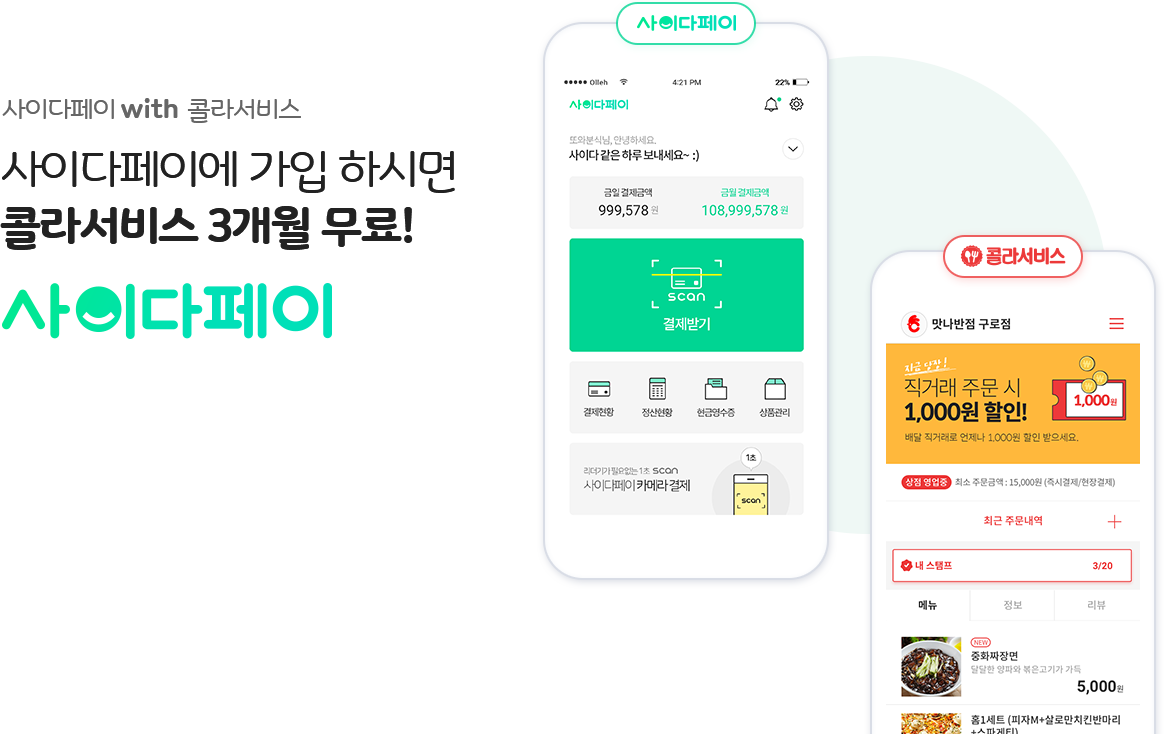 사이다페이 with 콜라서비스
사이다페이에 가입 하시면
콜라서비스 3개월 무료!
사이다페이
사이다페이
Olleh 4:21 PM 22%
사이다페이
또와분식님, 안녕하세요.
사이다 같은 하루 보내세요~ :)
금일 결제금액 금월 결제금액
999,578 원 108,999,578 원
scan
결제받기
결제현황 정산현황 현금영수증 상품관리
리더기가 필요없는 1초 scan
사이다페이 카메라 결제
1초
scan
콜라서비스
맛나반점 구로점
지금 당장!
직거래 주문 시
1,000원 할인!
배달 직거래로 언제나 1,000원 할인 받으세요.
W
W
W
1,000원
상점 영업중 최소 주문금액 : 15,000원 (즉시결제/현장결제)
최근 주문내역
내 스탬프 3/20
메뉴 정보 리뷰
NEW
중화짜장면
달달한 양파와 볶은고기가 가득
5,000원
홈1세트 (피자M+살로만치킨반마리
+스파게티)